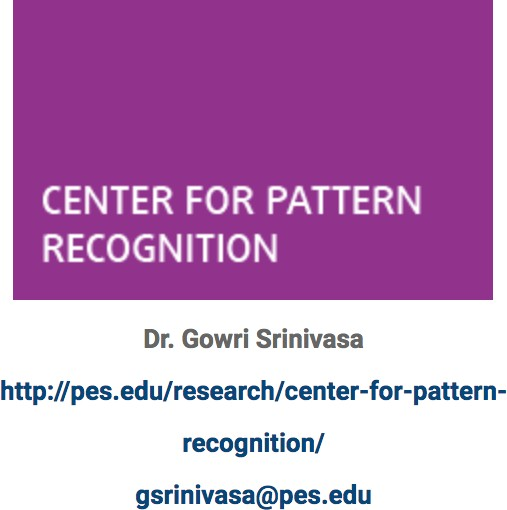 CENTER FOR PATTERN
RECOGNITION
Dr. Gowri Srinivasa
http://pes.edu/research/center-for-pattern-
recognition/
gsrinivasa@pes.edu